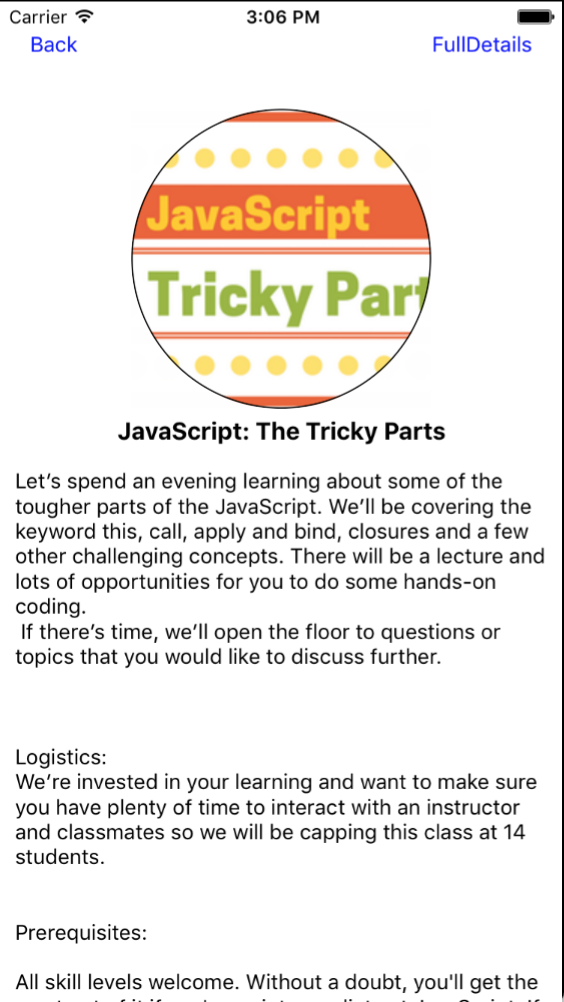 Carrier 3:06 PM
Back FullDetails
JavaScript
Tricky Part
JavaScript: The Tricky Parts
Let’s spend an evening learning about some of the
tougher parts of the JavaScript. We’ll be covering the
keyword this, call, apply and bind, closures and a few
other challenging concepts. There will be a lecture and
lots of opportunities for you to do some hands-on
coding.
If there’s time, we’ll open the floor to questions or
topics that you would like to discuss further.
Logistics:
We’re invested in your learning and want to make sure
you have plenty of time to interact with an instructor
and classmates so we will be capping this class at 14
students.
Prerequisites:
All skill levels welcome. Without a doubt, you'll get the